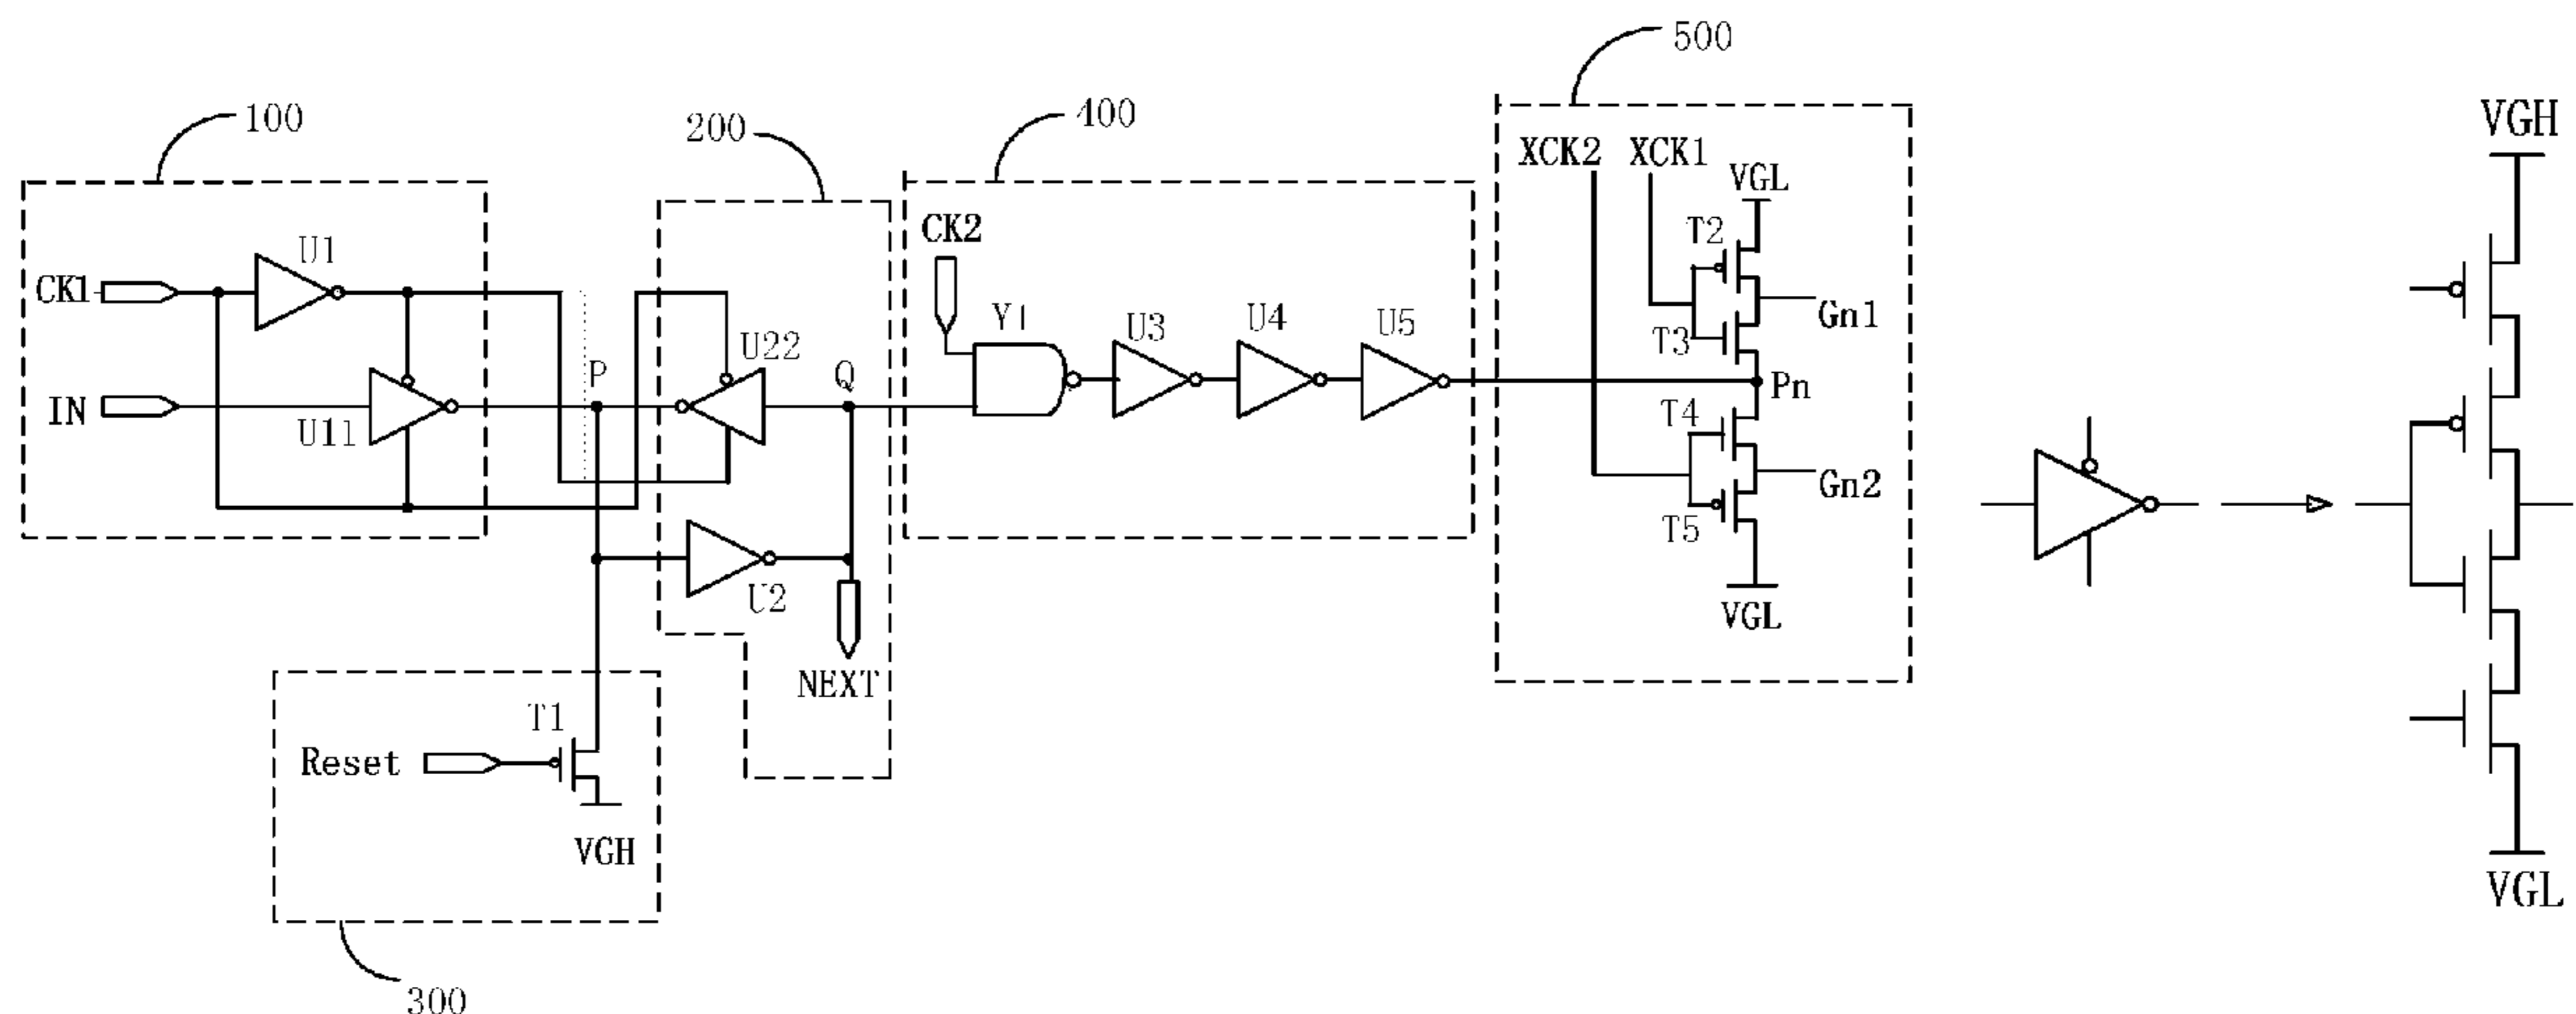 100
CK1
U1
IN
U11
P
200
U22
Q
U2
NEXT
300
Reset
T1
VGH
400
CK2
Y1
U3
U4
U5
500
XCK2
XCK1
VGL
T2
Gn1
T3
Pn
T4
Gn2
T5
VGL
VGH
VGL